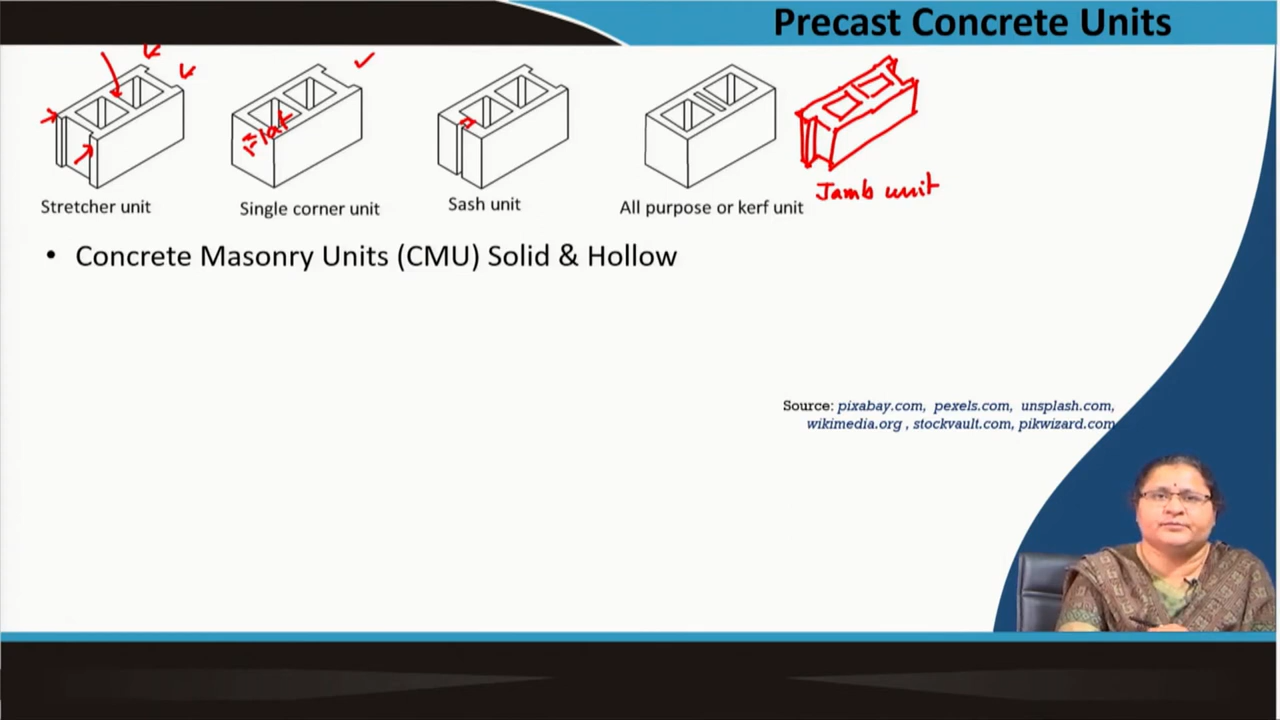 Precast Concrete Units
Flat
Jamb unit
Stretcher unit
Single corner unit
Sash unit
All purpose or kerf unit
• Concrete Masonry Units (CMU) Solid & Hollow
Source: pixabay.com, pexels.com, unsplash.com,
wikimedia.org , stockvault.com, pikwizard.com